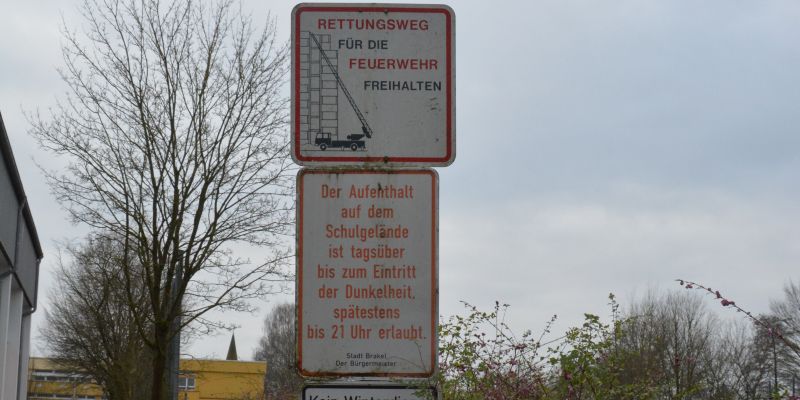 RETTUNGSWEG
FÜR DIE
FEUERWEHR
FREIHALTEN
Der Aufenthalt
auf dem
Schulgelände
ist tagsüber
bis zum Eintritt
der Dunkelheit,
spätestens
bis 21 Uhr erlaubt.
Stadt Brakel
Der Bürgermeister
Kein